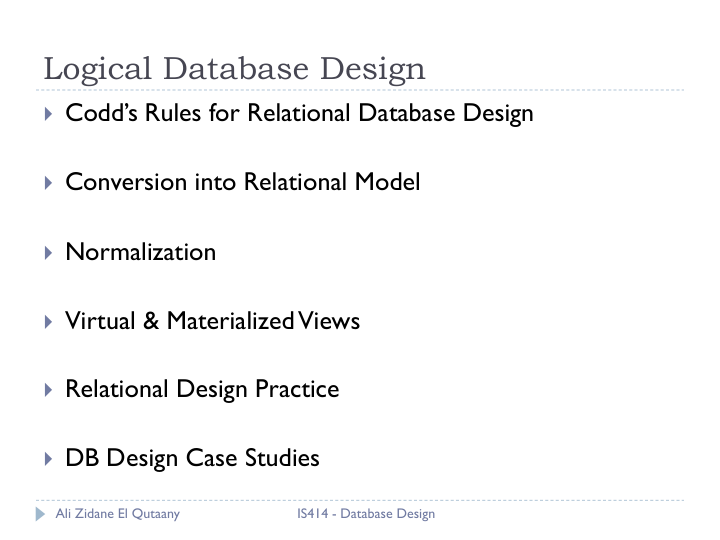 Logical Database Design
Codd’s Rules for Relational Database Design
Conversion into Relational Model
Normalization
Virtual & Materialized Views
Relational Design Practice
DB Design Case Studies
Ali Zidane El Qutaany IS414 - Database Design